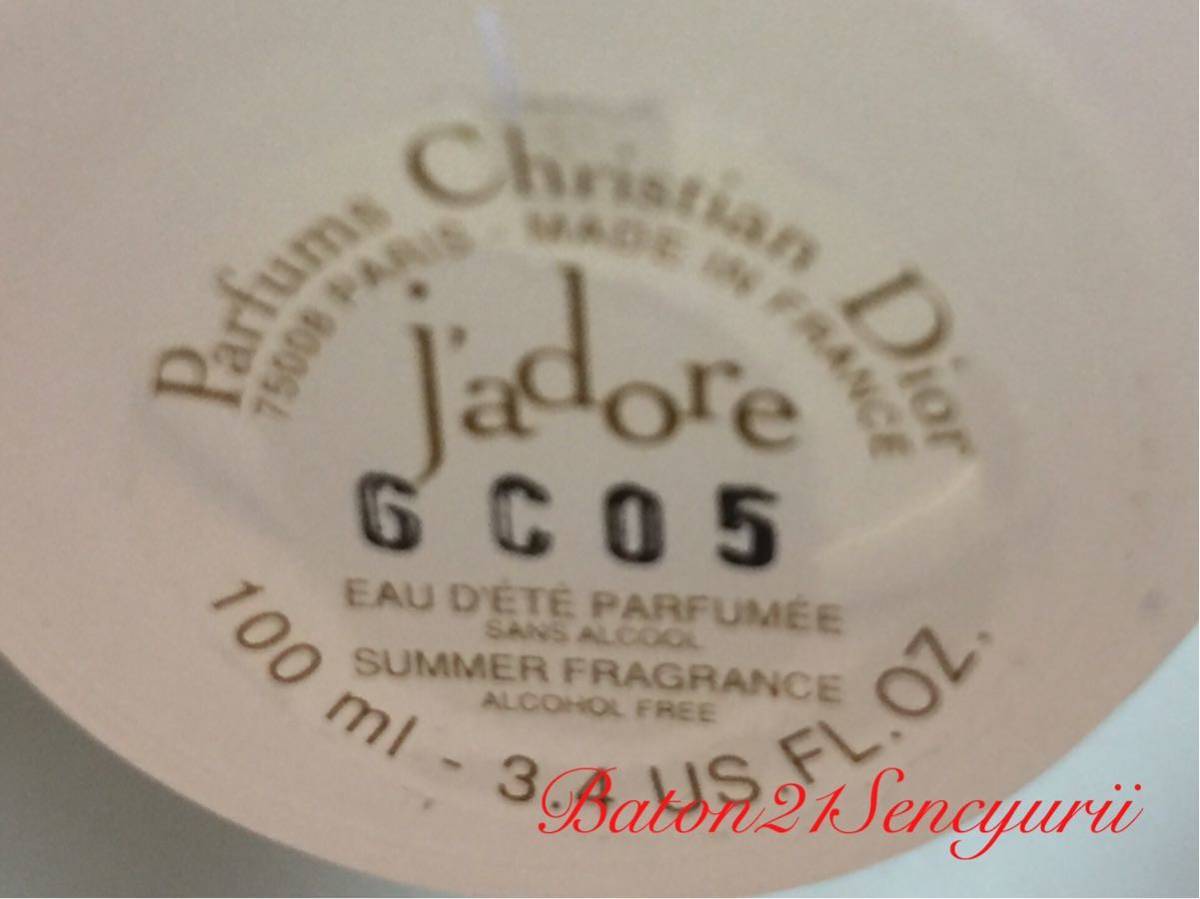 Parfums Christian Dior
75008 PARIS - MADE IN FRANCE
j'adore
GC05
EAU D'ÉTÉ PARFUMÉE
SANS ALCOOL
SUMMER FRAGRANCE
ALCOHOL FREE
100 ml - 3.4 US.FL.OZ.
Baton21Sencyurii